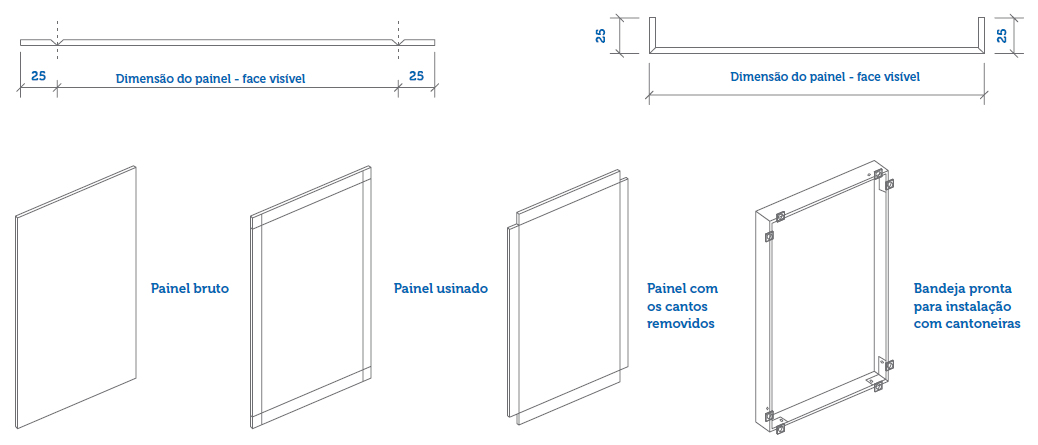 25
Dimensão do painel - face visível
25
25
Dimensão do painel - face visível
25
Painel bruto
Painel usinado
Painel com
os cantos
removidos
Bandeja pronta
para instalação
com cantoneiras